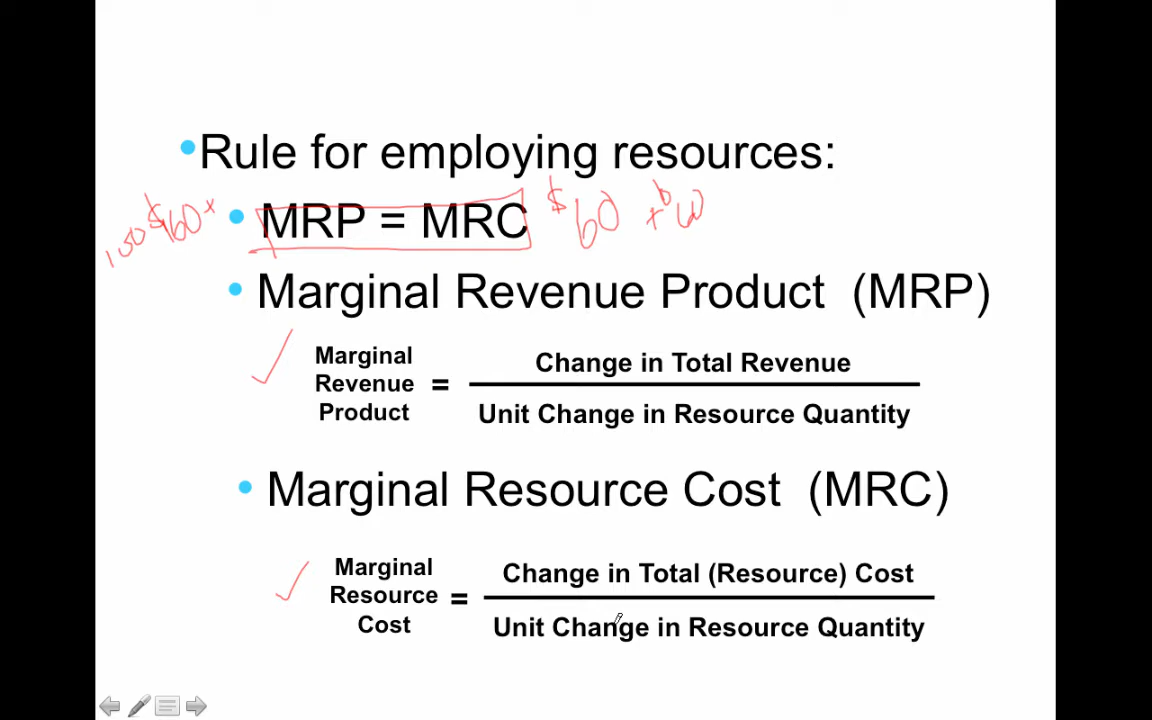 •Rule for employing resources:
100 $60+ • MRP = MRC $60
• Marginal Revenue Product (MRP)
Marginal Revenue Product = Change in Total Revenue
Unit Change in Resource Quantity
• Marginal Resource Cost (MRC)
Marginal Resource Cost = Change in Total (Resource) Cost
Unit Change in Resource Quantity